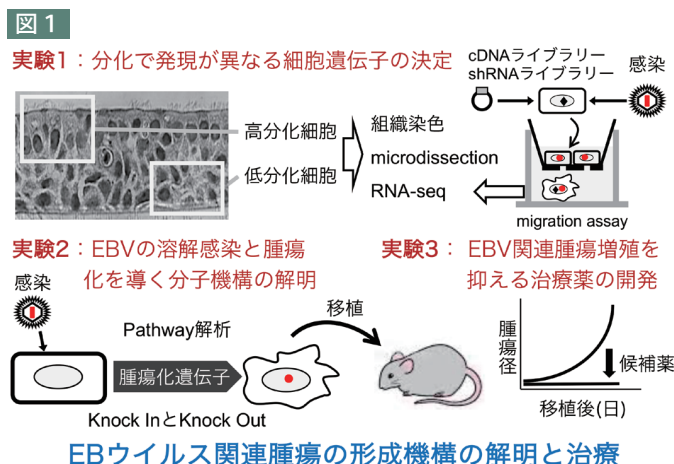 図1
実験1：分化で発現が異なる細胞遺伝子の決定
cDNAライブラリー
shRNAライブラリー
感染
高分化細胞
低分化細胞
組織染色
microdissection
RNA-seq
migration assay
実験2：EBVの溶解感染と腫瘍
化を導く分子機構の解明
感染
Pathway解析
腫瘍化遺伝子
Knock InとKnock Out
移植
実験3： EBV関連腫瘍増殖を
抑える治療薬の開発
腫瘍径
候補薬
移植後(日)
EBウイルス関連腫瘍の形成機構の解明と治療